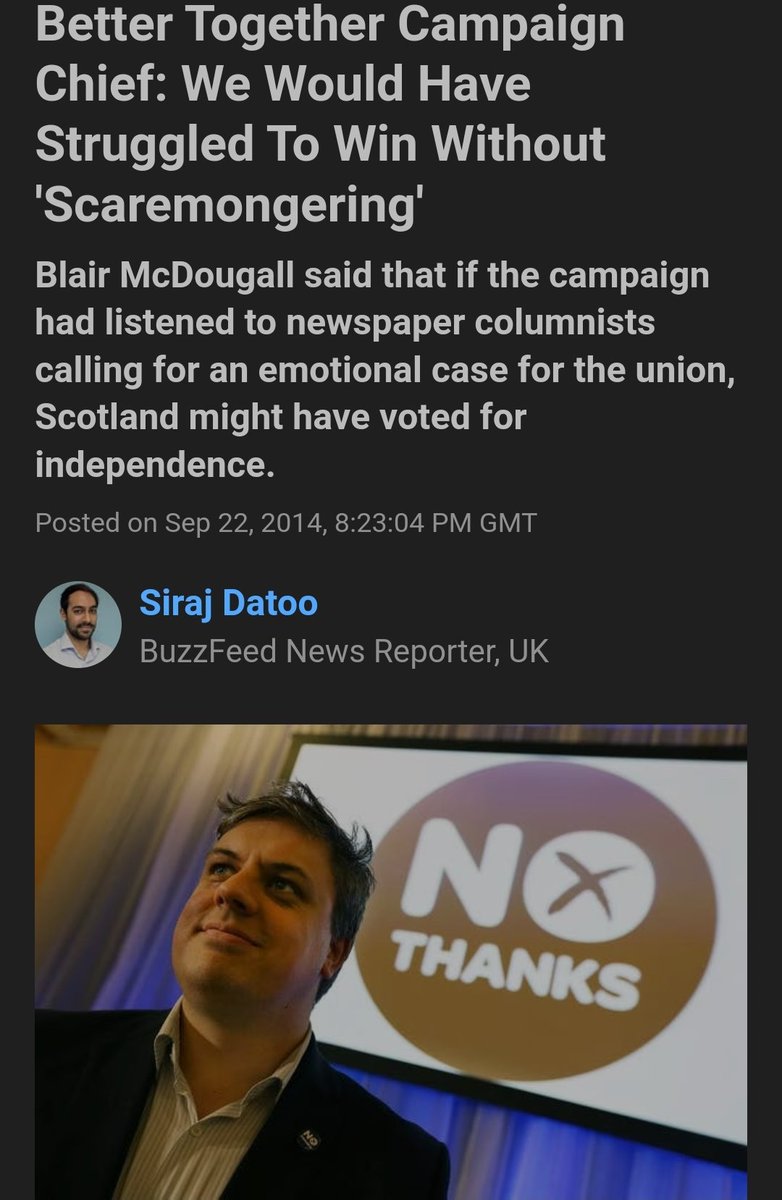 Better Together Campaign
Chief: We Would Have
Struggled To Win Without
'Scaremongering'
Blair McDougall said that if the campaign
had listened to newspaper columnists
calling for an emotional case for the union,
Scotland might have voted for
independence.
Posted on Sep 22, 2014, 8:23:04 PM GMT
Siraj Datoo
BuzzFeed News Reporter, UK
NO
THANKS
NO